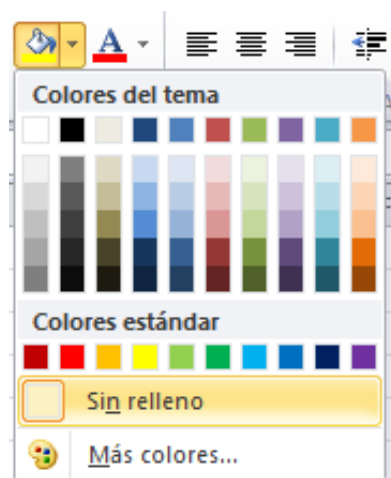 A
Colores del tema
Colores estándar
Sin relleno
Más colores...